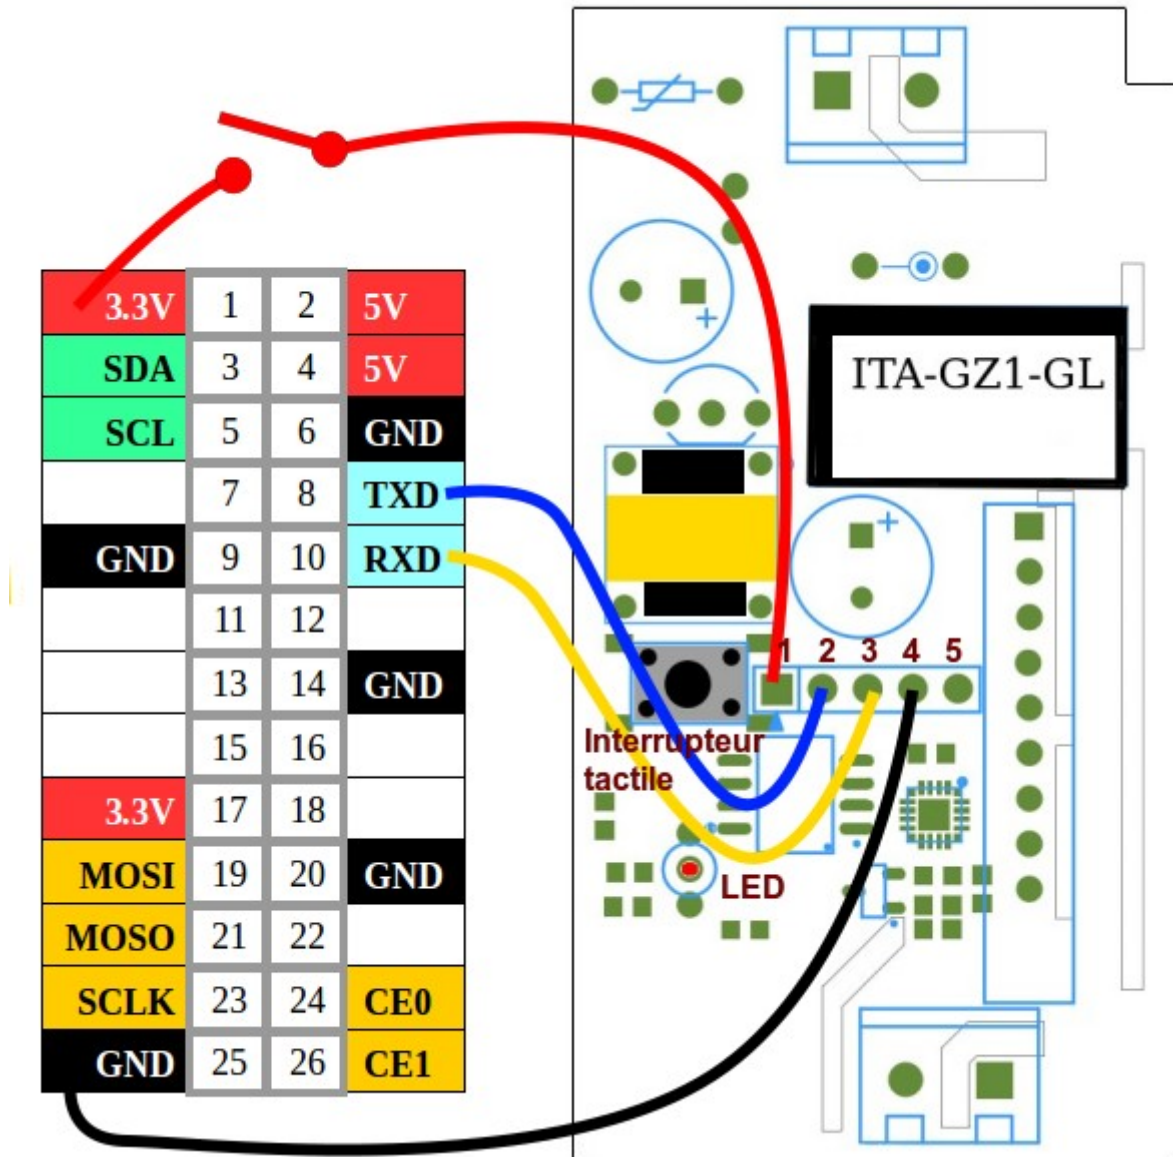 3.3V 1 2 5V
SDA 3 4 5V
SCL 5 6 GND
7 8 TXD
GND 9 10 RXD
11 12
13 14 GND
15 16
3.3V 17 18
MOSI 19 20 GND
MOSO 21 22
SCLK 23 24 CE0
GND 25 26 CE1
+
ITA-GZ1-GL
+
1 2 3 4 5
Interrupteur
tactile
LED